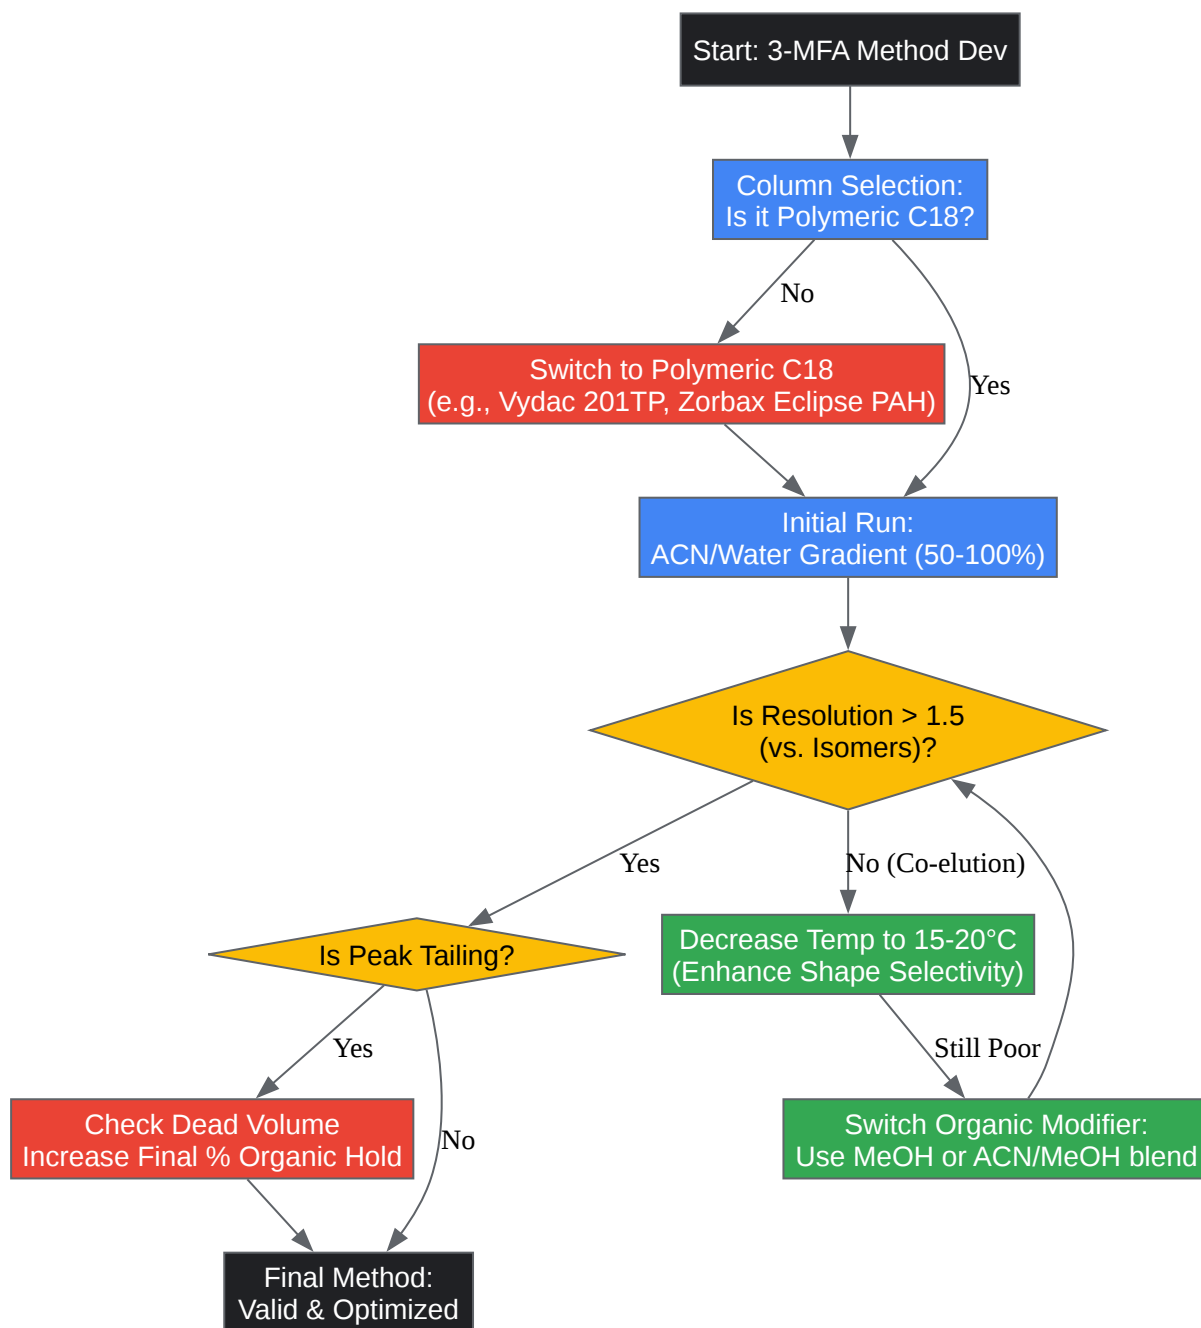 Start: 3-MFA Method Dev
Column Selection:
Is it Polymeric C18?
No
Switch to Polymeric C18
(e.g., Vydac 201TP, Zorbax Eclipse PAH)
Yes
Initial Run:
ACN/Water Gradient (50-100%)
Is Resolution > 1.5
(vs. Isomers)?
Yes
No (Co-elution)
Is Peak Tailing?
Decrease Temp to 15-20°C
(Enhance Shape Selectivity)
Yes
Still Poor
Check Dead Volume
Increase Final % Organic Hold
No
Switch Organic Modifier:
Use MeOH or ACN/MeOH blend
Final Method:
Valid & Optimized